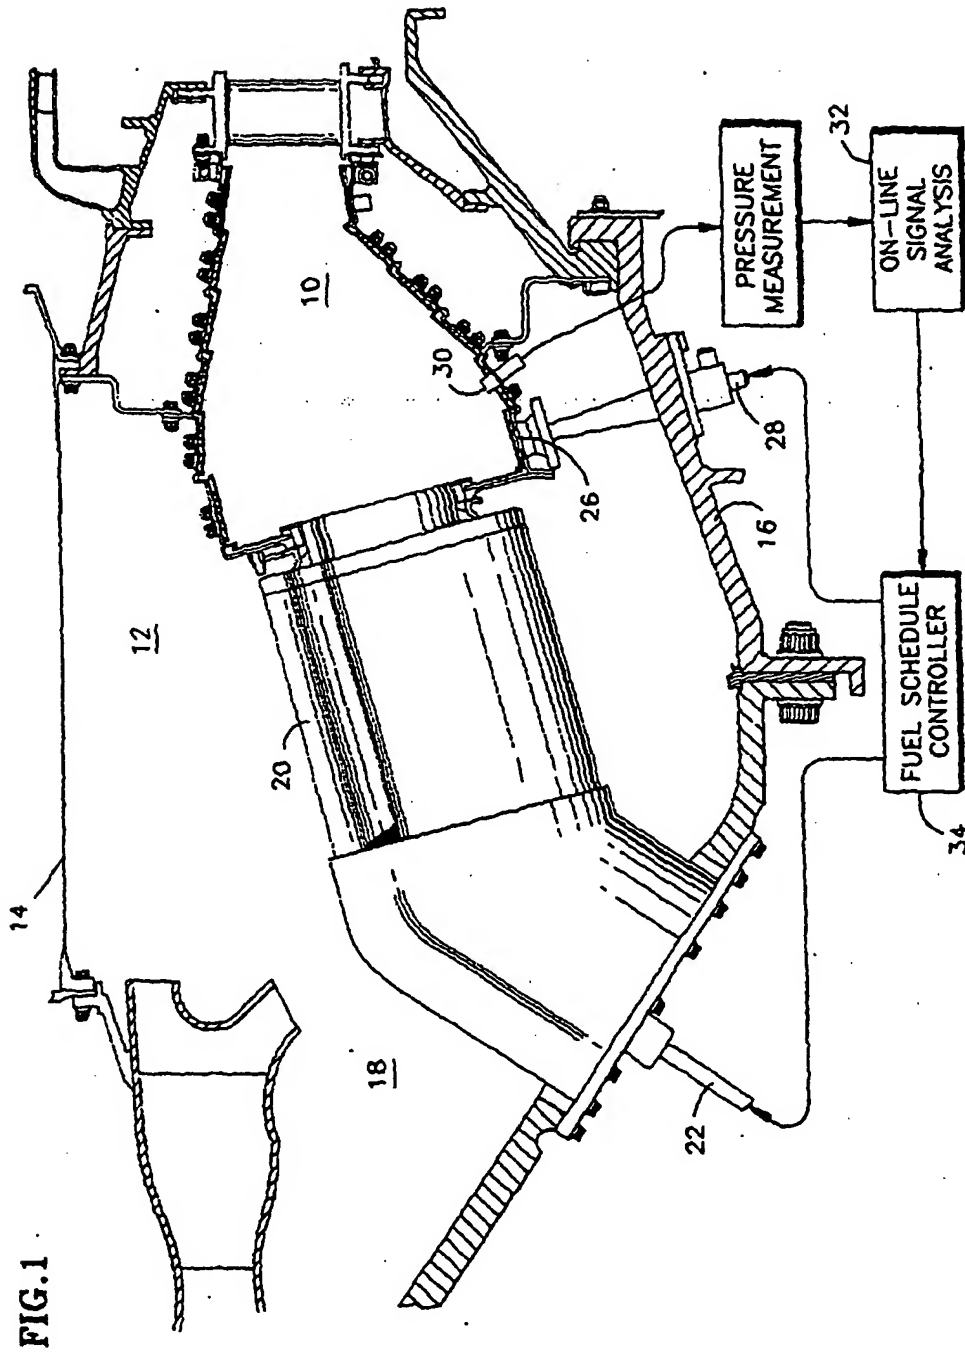 FIG.1
14
12
10
18
20
22
26
30
28
16
PRESSURE
MEASUREMENT
32
ON-LINE
SIGNAL
ANALYSIS
34
FUEL SCHEDULE
CONTROLLER